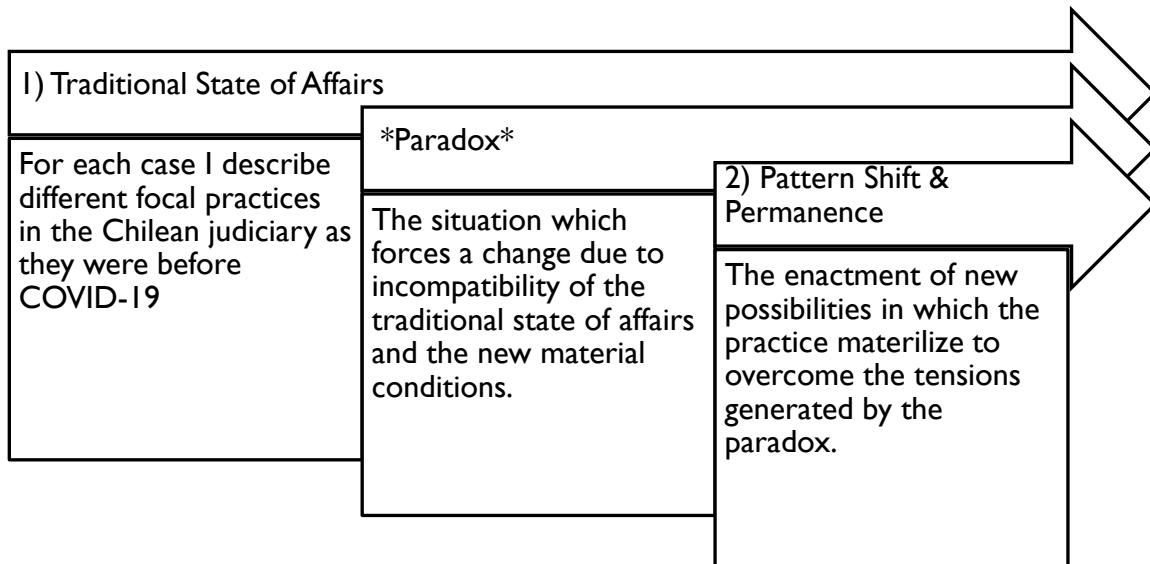 1) Traditional State of Affairs
For each case I describe
different focal practices
in the Chilean judiciary as
they were before
COVID-19
*Paradox*
The situation which
forces a change due to
incompatibility of the
traditional state of affairs
and the new material
conditions.
2) Pattern Shift &
Permanence
The enactment of new
possibilities in which the
practice materilize to
overcome the tensions
generated by the
paradox.